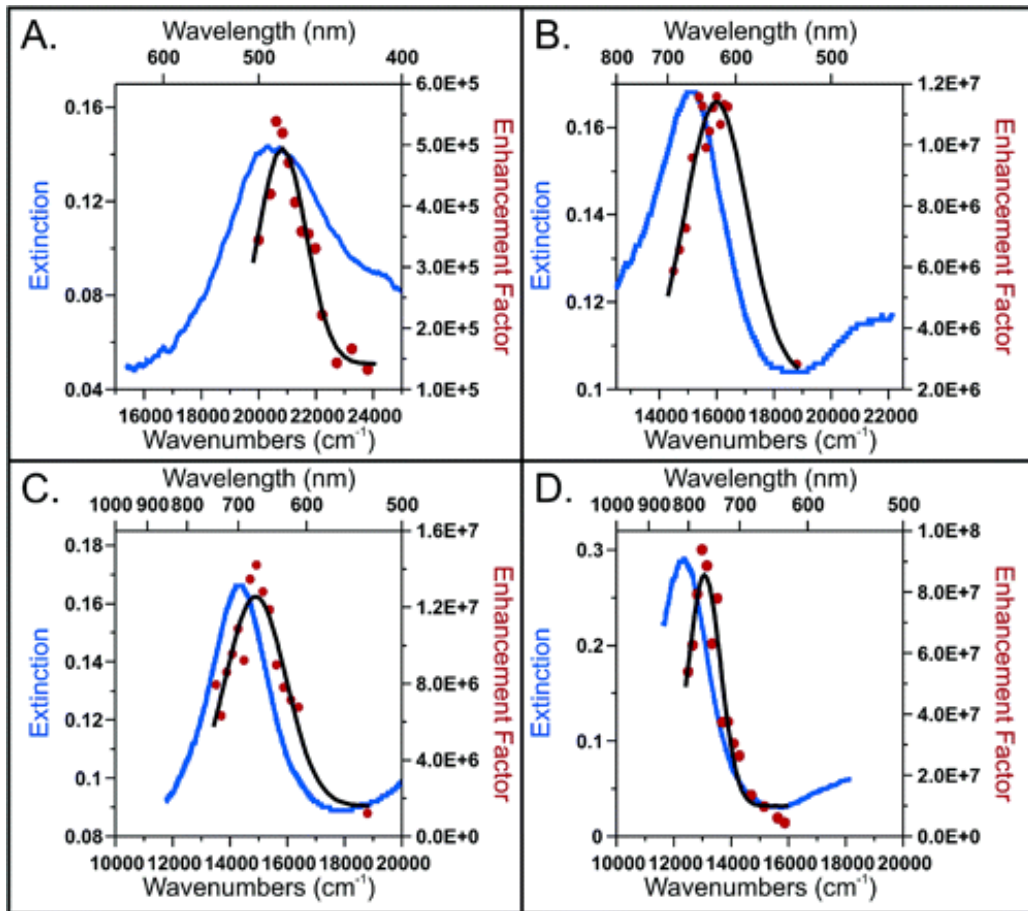 A.
Wavelength (nm)
600 500 400
Extinction
0.16
0.12
0.08
0.04
6.0E+5
5.0E+5
4.0E+5
3.0E+5
2.0E+5
1.0E+5
Enhancement Factor
16000 18000 20000 22000 24000
Wavenumbers (cm⁻¹)
B.
Wavelength (nm)
800 700 600 500
Extinction
0.16
0.14
0.12
0.1
1.2E+7
1.0E+7
8.0E+6
6.0E+6
4.0E+6
2.0E+6
Enhancement Factor
14000 16000 18000 20000 22000
Wavenumbers (cm⁻¹)
C.
Wavelength (nm)
1000 900 800 700 600 500
Extinction
0.18
0.16
0.14
0.12
0.1
0.08
1.6E+7
1.2E+7
8.0E+6
4.0E+6
0.0E+0
Enhancement Factor
10000 12000 14000 16000 18000 20000
Wavenumbers (cm⁻¹)
D.
Wavelength (nm)
1000 900 800 700 600 500
Extinction
0.3
0.2
0.1
0
1.0E+8
8.0E+7
6.0E+7
4.0E+7
2.0E+7
0.0E+0
Enhancement Factor
10000 12000 14000 16000 18000 20000
Wavenumbers (cm⁻¹)